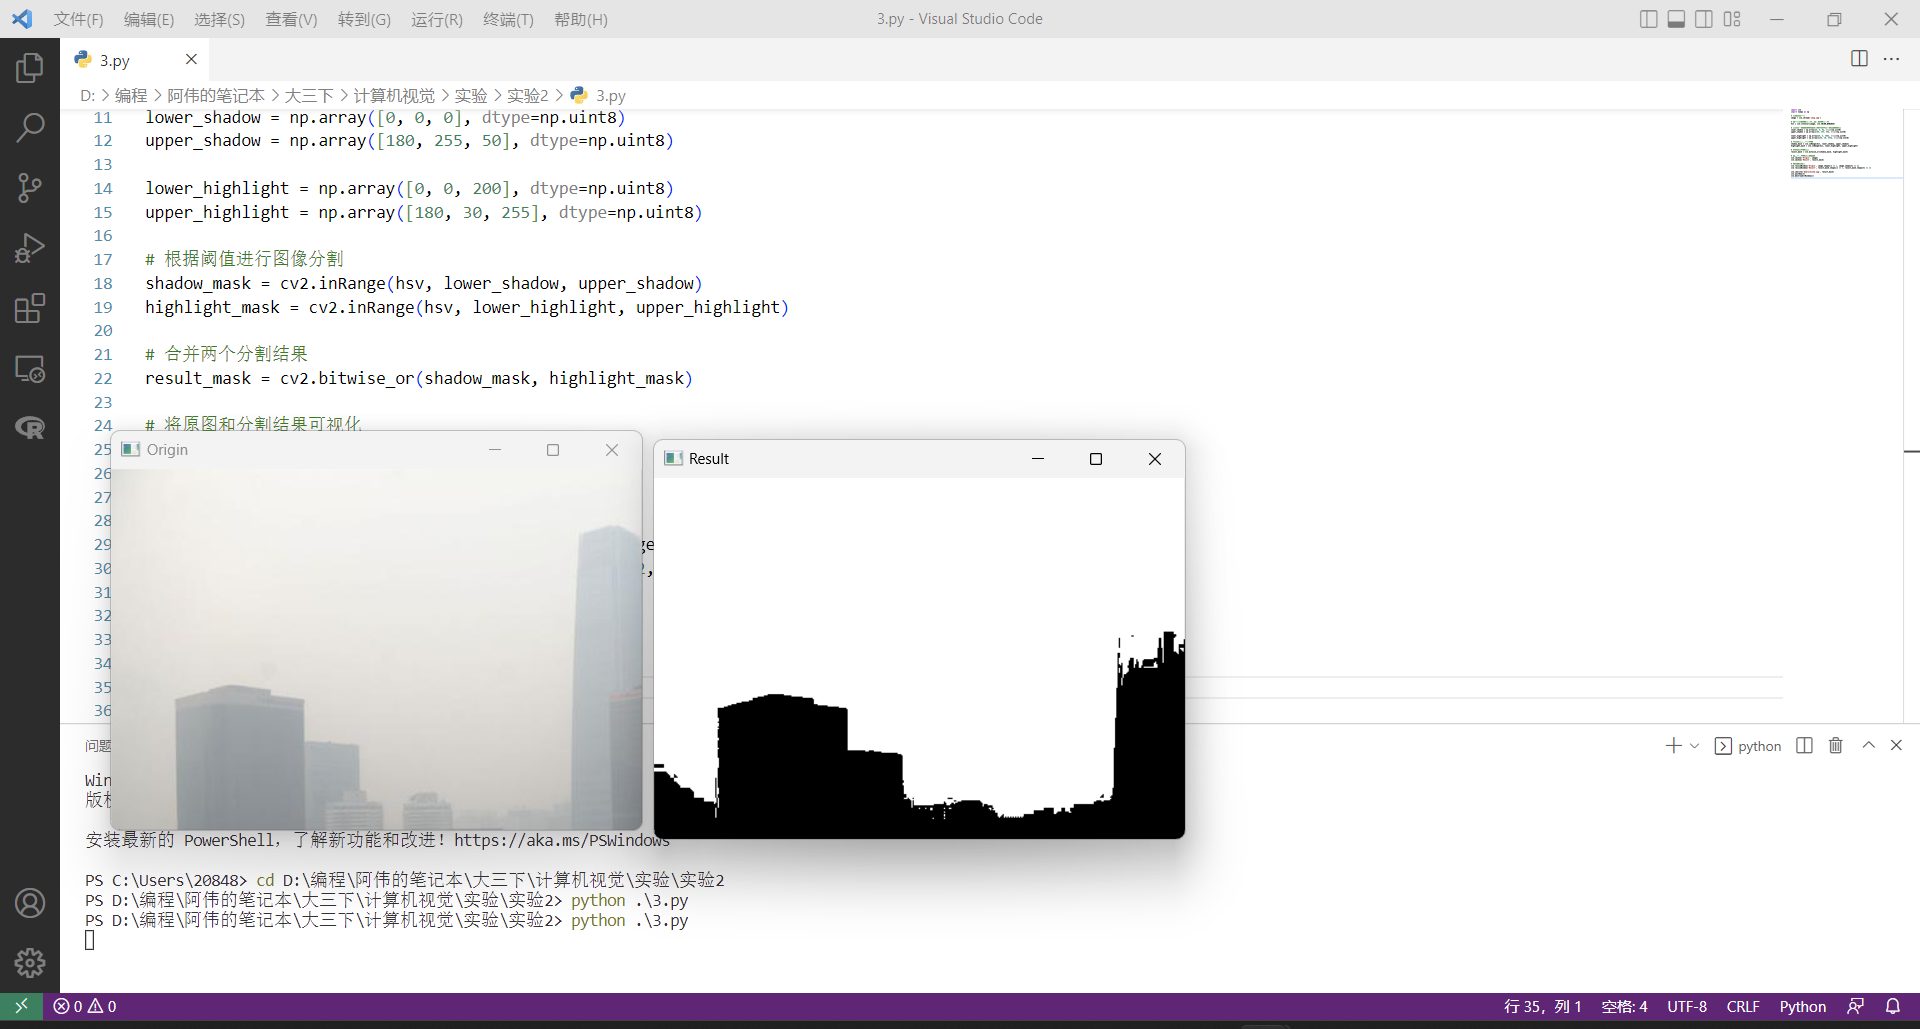 文件(F) 编辑(E) 选择(S) 查看(V) 转到(G) 运行(R) 终端(T) 帮助(H) 3.py - Visual Studio Code
3.py
D: > 编程 > 阿伟的笔记本 > 大三下 > 计算机视觉 > 实验 > 实验2 > 3.py
11 lower_shadow = np.array([0, 0, 0], dtype=np.uint8)
12 upper_shadow = np.array([180, 255, 50], dtype=np.uint8)
13
14 lower_highlight = np.array([0, 0, 200], dtype=np.uint8)
15 upper_highlight = np.array([180, 30, 255], dtype=np.uint8)
16
17 # 根据阈值进行图像分割
18 shadow_mask = cv2.inRange(hsv, lower_shadow, upper_shadow)
19 highlight_mask = cv2.inRange(hsv, lower_highlight, upper_highlight)
20
21 # 合并两个分割结果
22 result_mask = cv2.bitwise_or(shadow_mask, highlight_mask)
23
24 # 将原图和分割结果可视化
25
26
27
28
29
30
31
32
33
34
35
36
Origin
Result
问题
python
Win
版权
安装最新的 PowerShell，了解新功能和改进！https://aka.ms/PSWindows
PS C:\Users\20848> cd D:\编程\阿伟的笔记本\大三下\计算机视觉\实验\实验2
PS D:\编程\阿伟的笔记本\大三下\计算机视觉\实验\实验2> python .\3.py
PS D:\编程\阿伟的笔记本\大三下\计算机视觉\实验\实验2> python .\3.py
0 0 行 35，列 1 空格: 4 UTF-8 CRLF Python